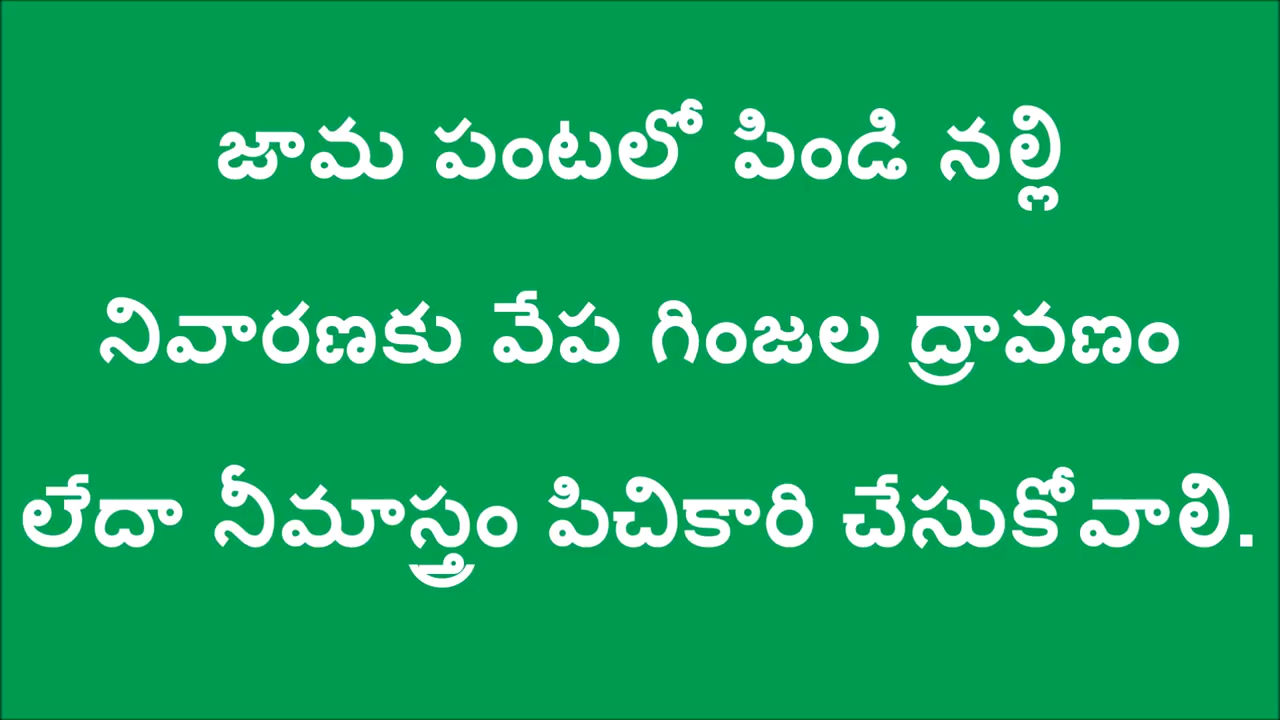 జామ పంటలో పిండి నల్లి
నివారణకు వేప గింజల ద్రావణం
లేదా నీమాస్త్రం పిచికారి చేసుకోవాలి.